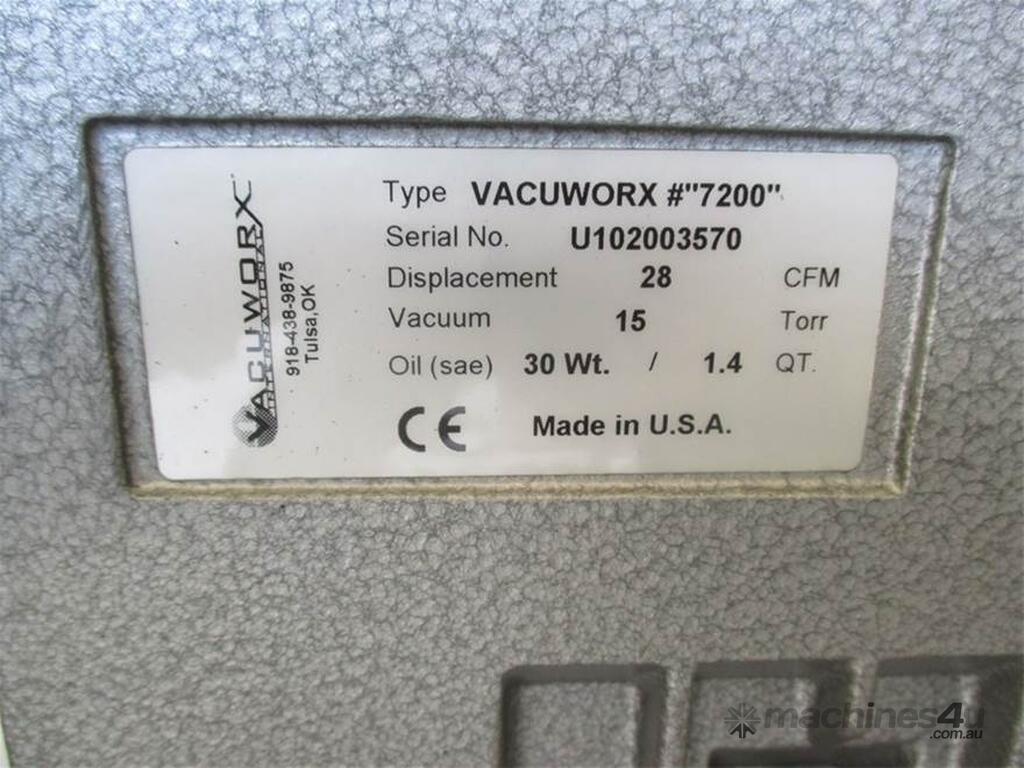 Type VACUWORX #"7200"
Serial No. U102003570
Displacement 28 CFM
Vacuum 15 Torr
Oil (sae) 30 Wt. / 1.4 QT.
CE Made in U.S.A.
VACUWORX
INTERNATIONAL
918-438-9875
Tulsa,OK
machines4u
.com.au